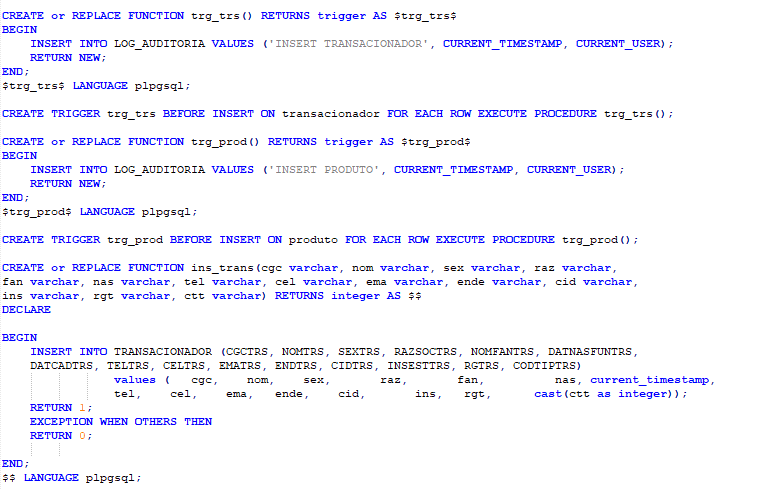 CREATE or REPLACE FUNCTION trg_trs() RETURNS trigger AS $trg_trs$
BEGIN
INSERT INTO LOG_AUDITORIA VALUES ('INSERT TRANSACIONADOR', CURRENT_TIMESTAMP, CURRENT_USER);
RETURN NEW;
END;
$trg_trs$ LANGUAGE plpgsql;
CREATE TRIGGER trg_trs BEFORE INSERT ON transacionador FOR EACH ROW EXECUTE PROCEDURE trg_trs();
CREATE or REPLACE FUNCTION trg_prod() RETURNS trigger AS $trg_prod$
BEGIN
INSERT INTO LOG_AUDITORIA VALUES ('INSERT PRODUTO', CURRENT_TIMESTAMP, CURRENT_USER);
RETURN NEW;
END;
$trg_prod$ LANGUAGE plpgsql;
CREATE TRIGGER trg_prod BEFORE INSERT ON produto FOR EACH ROW EXECUTE PROCEDURE trg_prod();
CREATE or REPLACE FUNCTION ins_trans(cgc varchar, nom varchar, sex varchar, raz varchar,
fan varchar, nas varchar, tel varchar, cel varchar, ema varchar, ende varchar, cid varchar,
ins varchar, rgt varchar, ctt varchar) RETURNS integer AS $$
DECLARE
BEGIN
INSERT INTO TRANSACIONADOR (CGCTRS, NOMTRS, SEXTRS, RAZSOCTRS, NOMFANTRS, DATNASFUNTRS,
DATCADTRS, TELTRS, CELTRS, EMATRS, ENDTRS, CIDTRS, INSESTTRS, RGTRS, CODTIPTRS)
values ( cgc, nom, sex, raz, fan, nas, current_timestamp,
tel, cel, ema, ende, cid, ins, rgt, cast(ctt as integer));
RETURN 1;
EXCEPTION WHEN OTHERS THEN
RETURN 0;
END;
$$ LANGUAGE plpgsql;